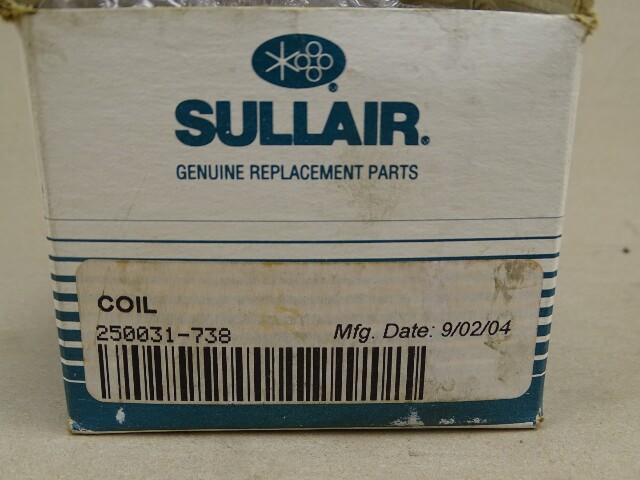 SULLAIR®
GENUINE REPLACEMENT PARTS
COIL
250031-738
Mfg. Date: 9/02/04